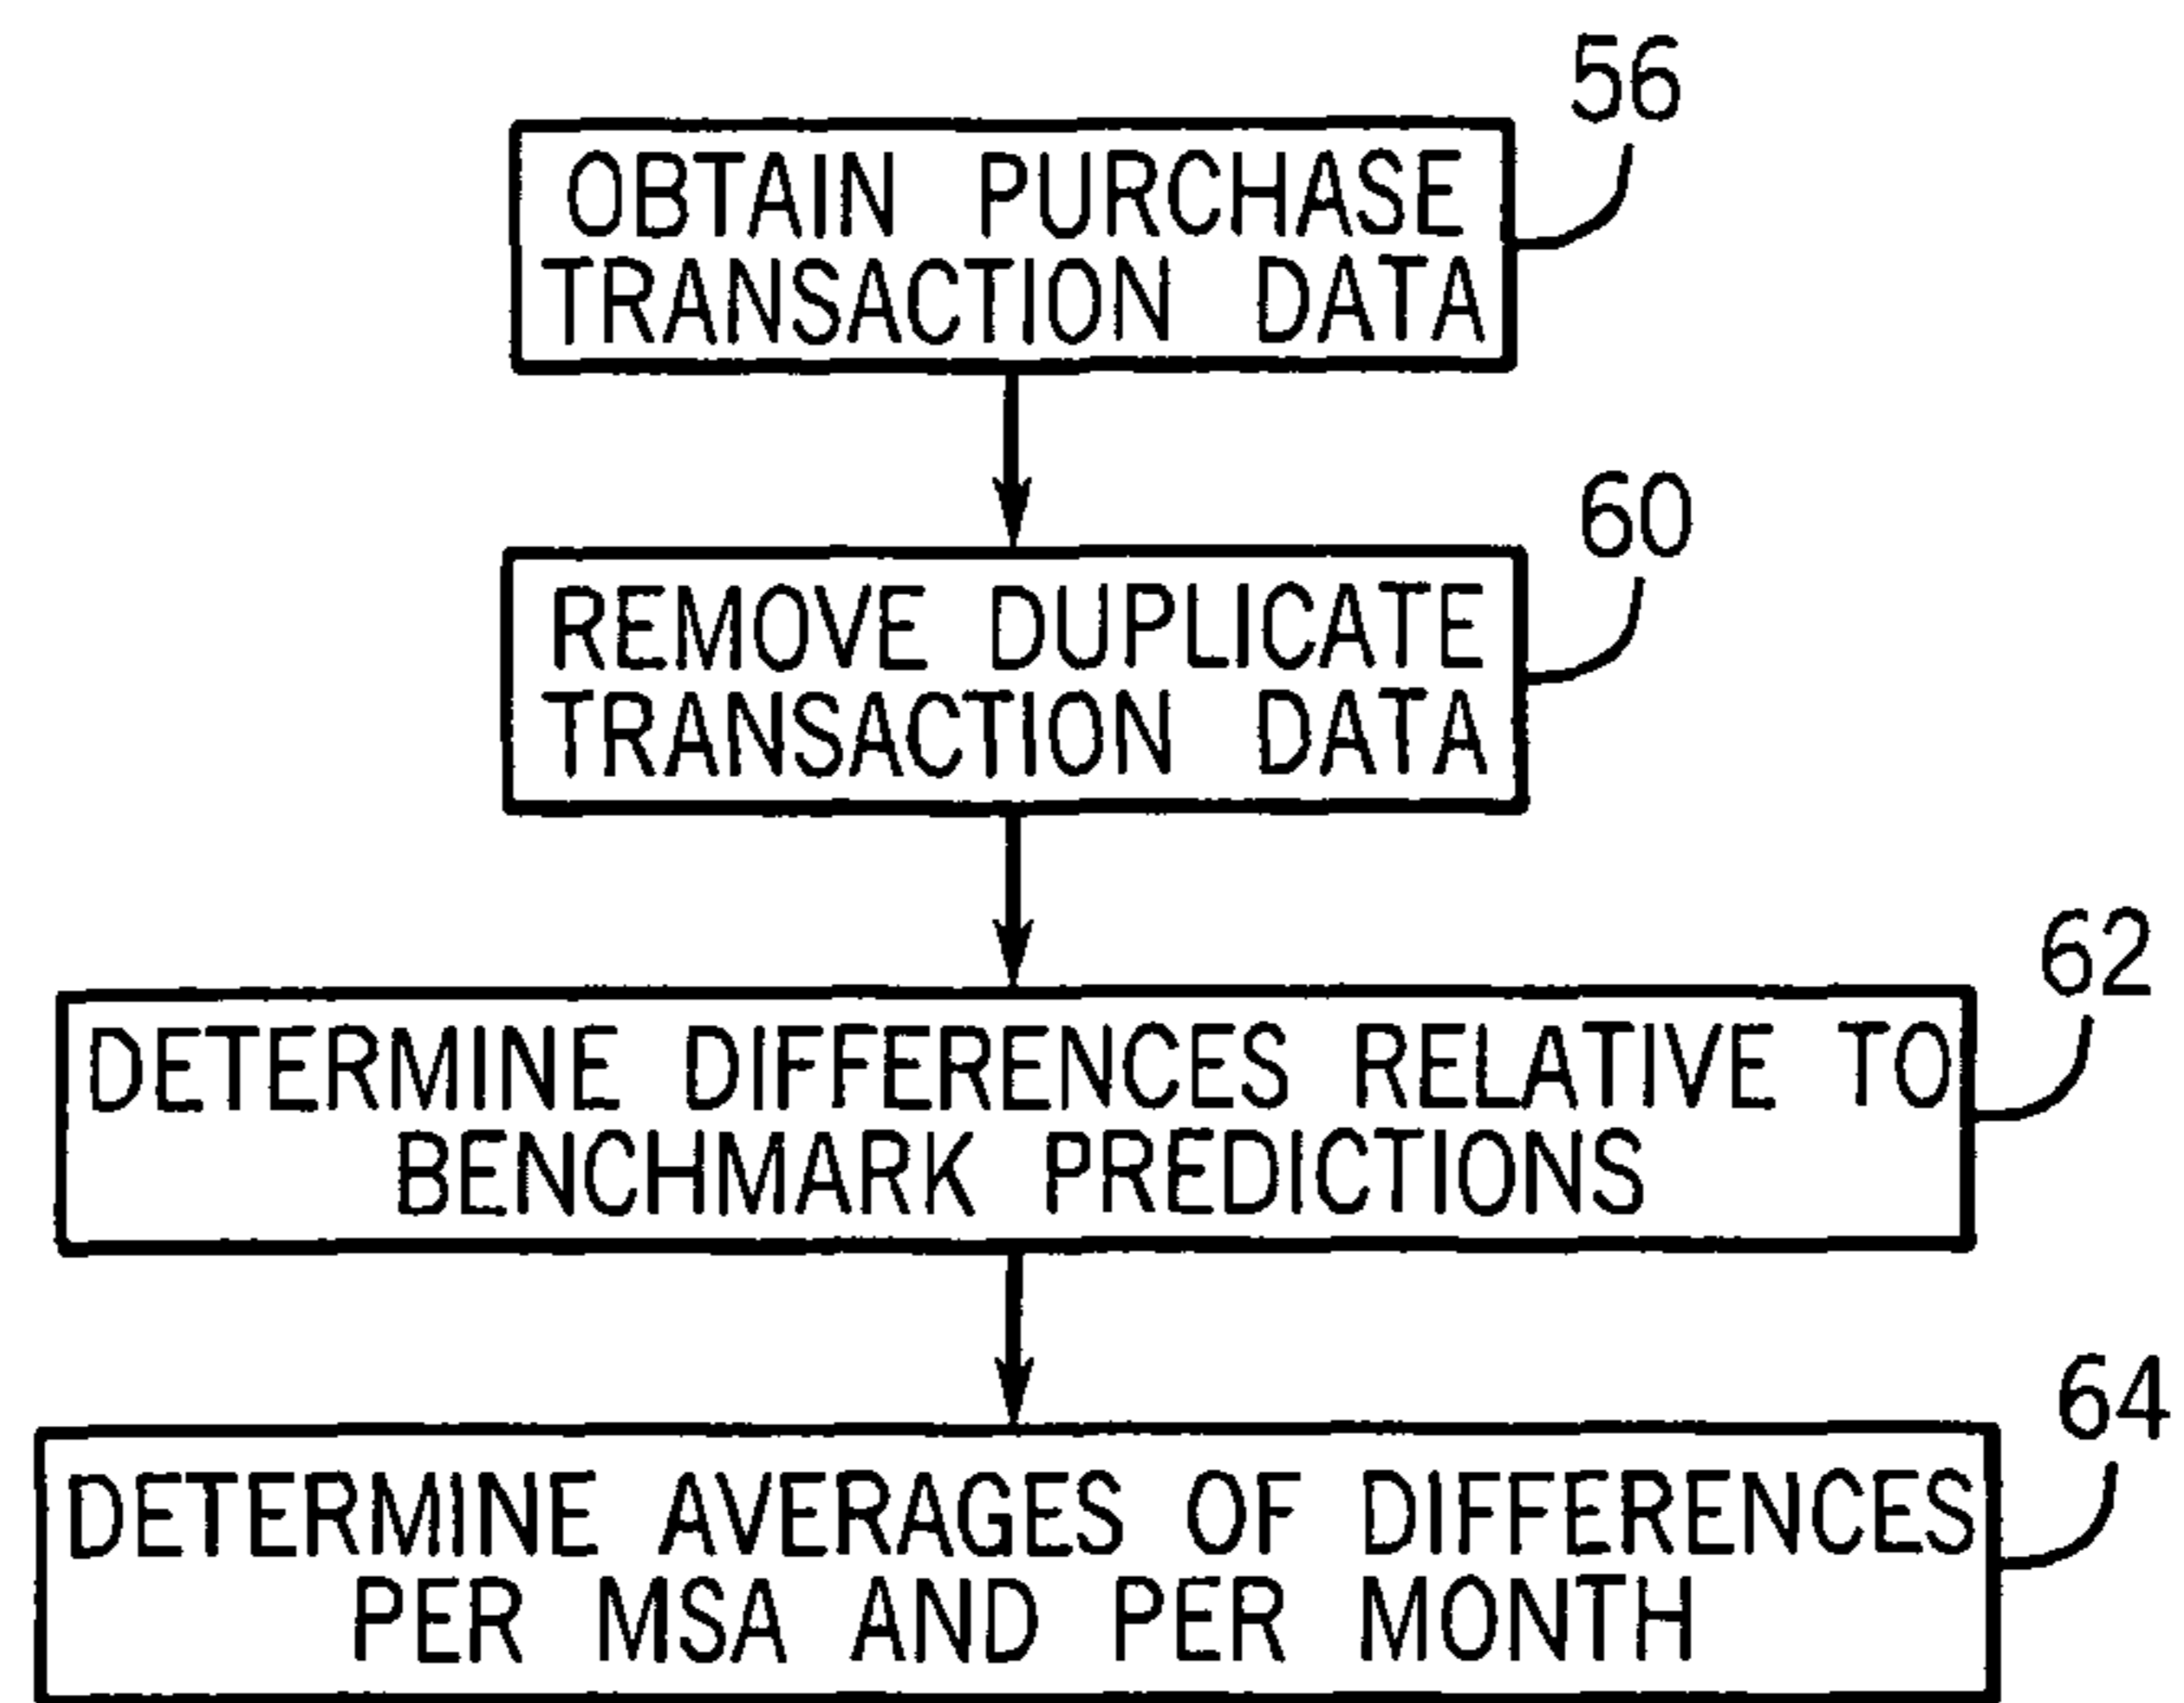 56
OBTAIN PURCHASE
TRANSACTION DATA
60
REMOVE DUPLICATE
TRANSACTION DATA
62
DETERMINE DIFFERENCES RELATIVE TO
BENCHMARK PREDICTIONS
64
DETERMINE AVERAGES OF DIFFERENCES
PER MSA AND PER MONTH